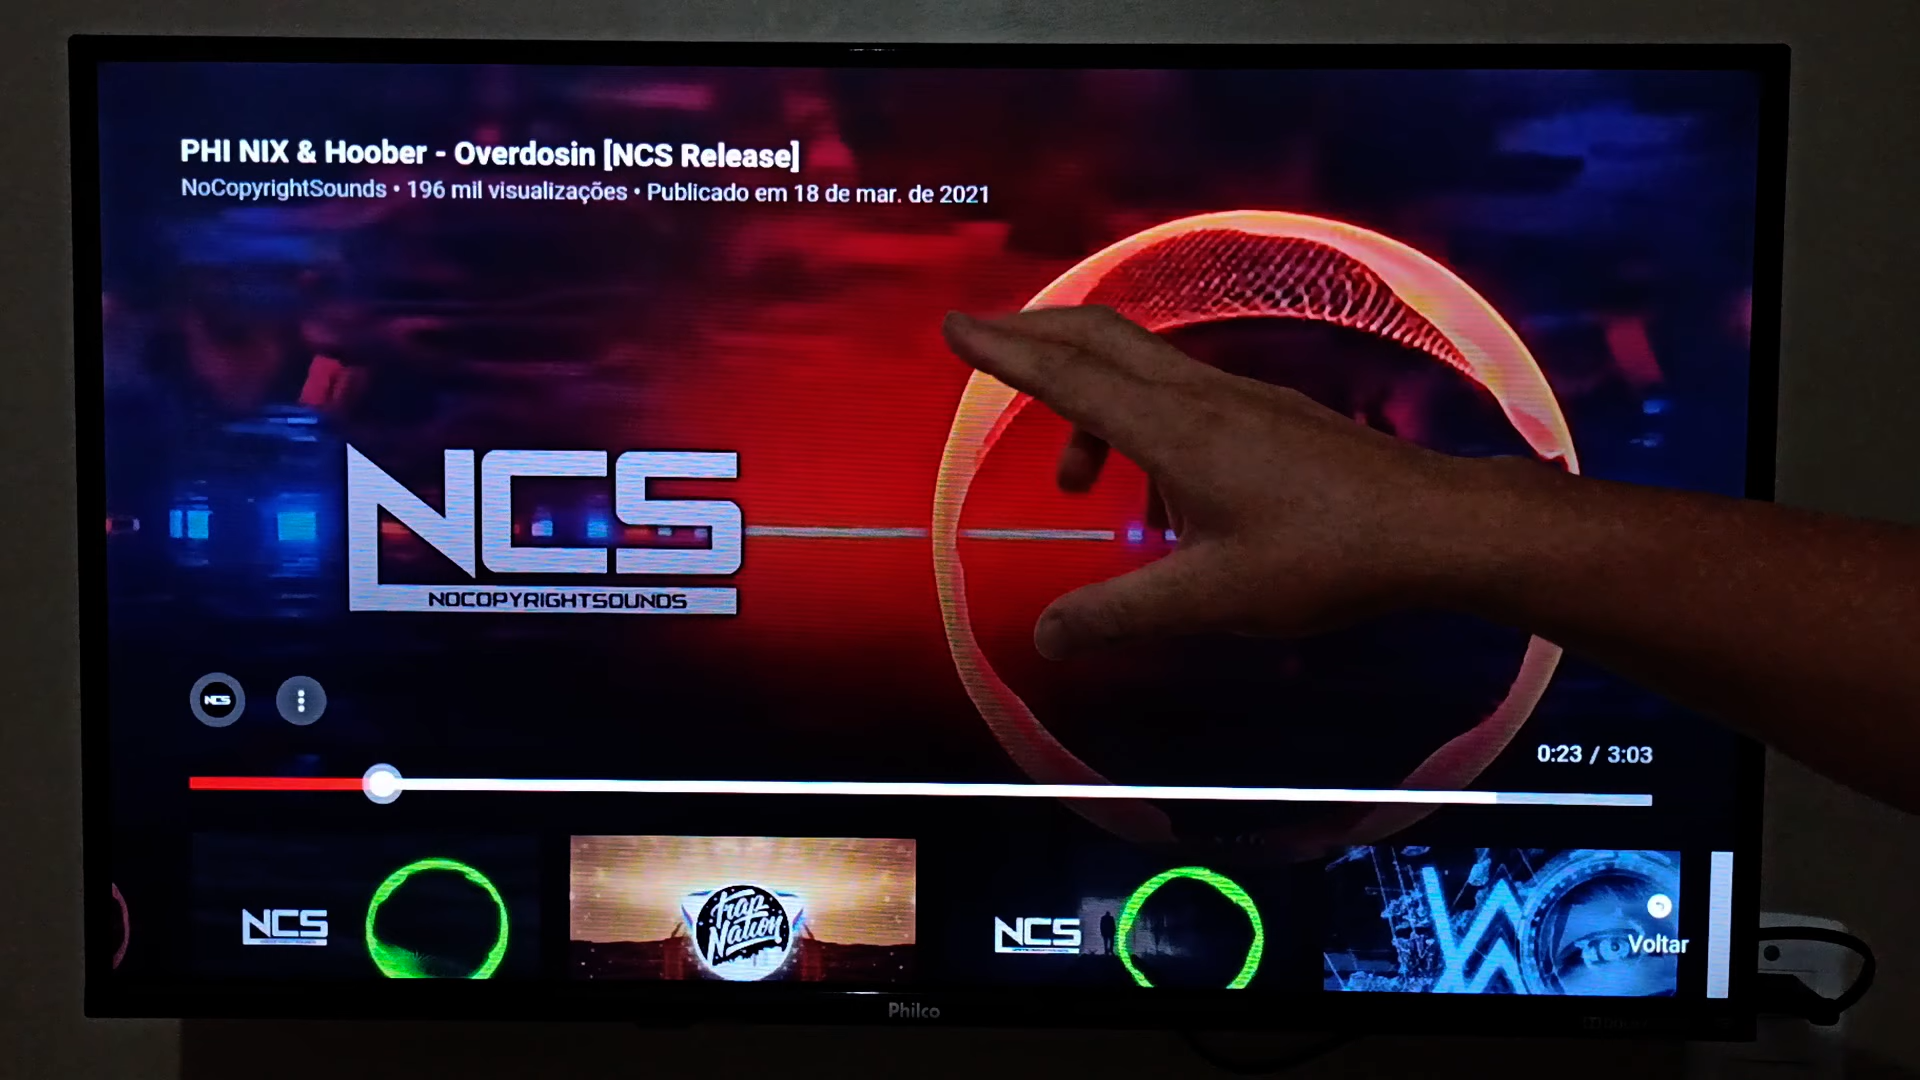 PHI NIX & Hoober - Overdosin [NCS Release]
NoCopyrightSounds • 196 mil visualizações • Publicado em 18 de mar. de 2021
NCS
NOCOPYRIGHTSOUNDS
NCS
0:23 / 3:03
NCS
trap Nation
NCS
Voltar
Philco